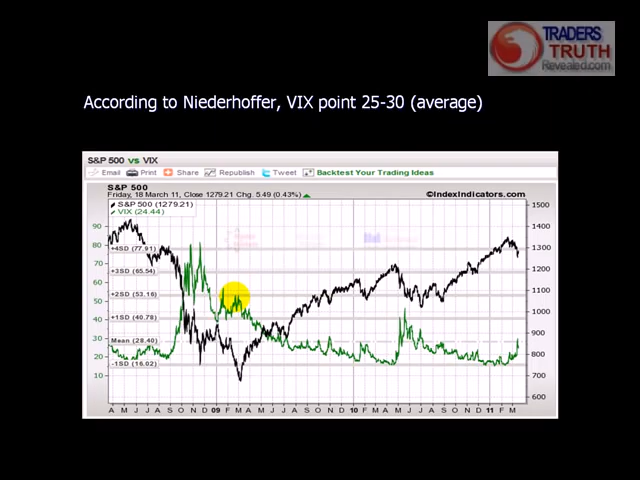 TRADERS
TRUTH
Revealed.com
According to Niederhoffer, VIX point 25-30 (average)
S&P 500 vs VIX
Email Print Share Republish Tweet Backtest Your Trading Ideas
S&P 500
Friday, 18 March 11, Close 1279.21 Chg. 5.49 (0.43%)
©IndexIndicators.com
S&P 500 (1279.21)
VIX (24.44)
1500
90
1400
80
+4SD (77.91)
1300
70
+3SD (65.54)
1200
60
+2SD (53.16)
1100
50
1000
40
+1SD (40.78)
900
30
Mean (28.40)
800
20
-1SD (16.02)
700
10
600
A M J J A S O N D 09 F M A M J J A S O N D 10 F M A M J J A S O N D 11 F M